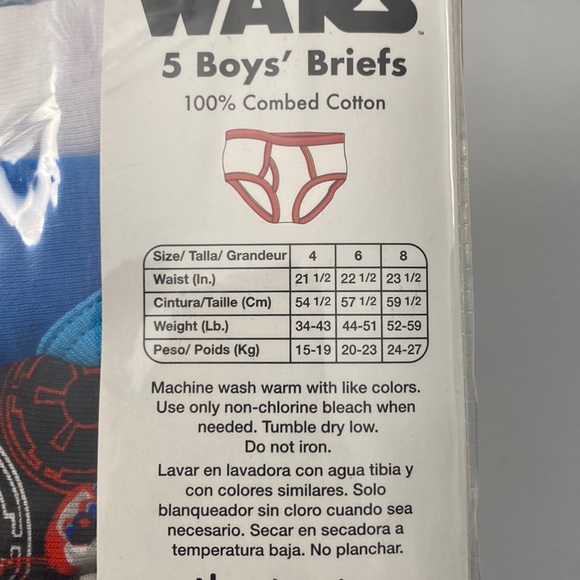 WARS
™
5 Boys' Briefs
100% Combed Cotton
Size/ Talla/ Grandeur 4 6 8
Waist (In.) 21 1/2 22 1/2 23 1/2
Cintura/Taille (Cm) 54 1/2 57 1/2 59 1/2
Weight (Lb.) 34-43 44-51 52-59
Peso/ Poids (Kg) 15-19 20-23 24-27
Machine wash warm with like colors.
Use only non-chlorine bleach when
needed. Tumble dry low.
Do not iron.
Lavar en lavadora con agua tibia y
con colores similares. Solo
blanqueador sin cloro cuando sea
necesario. Secar en secadora a
temperatura baja. No planchar.